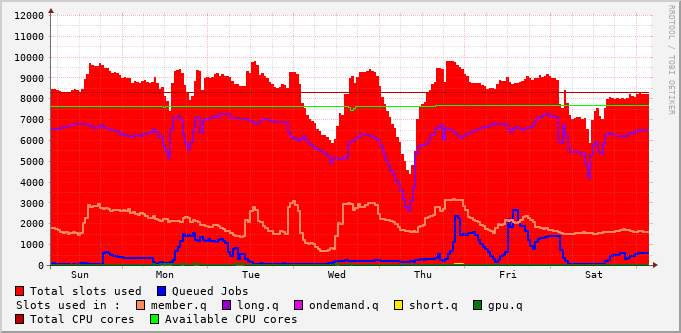 12000
11000
10000
9000
8000
7000
6000
5000
4000
3000
2000
1000
0
Sun Mon Tue Wed Thu Fri Sat
Total slots used Queued Jobs
Slots used in : member.q long.q ondemand.q short.q gpu.q
Total CPU cores Available CPU cores
RRDTOOL / TOBI OETIKER